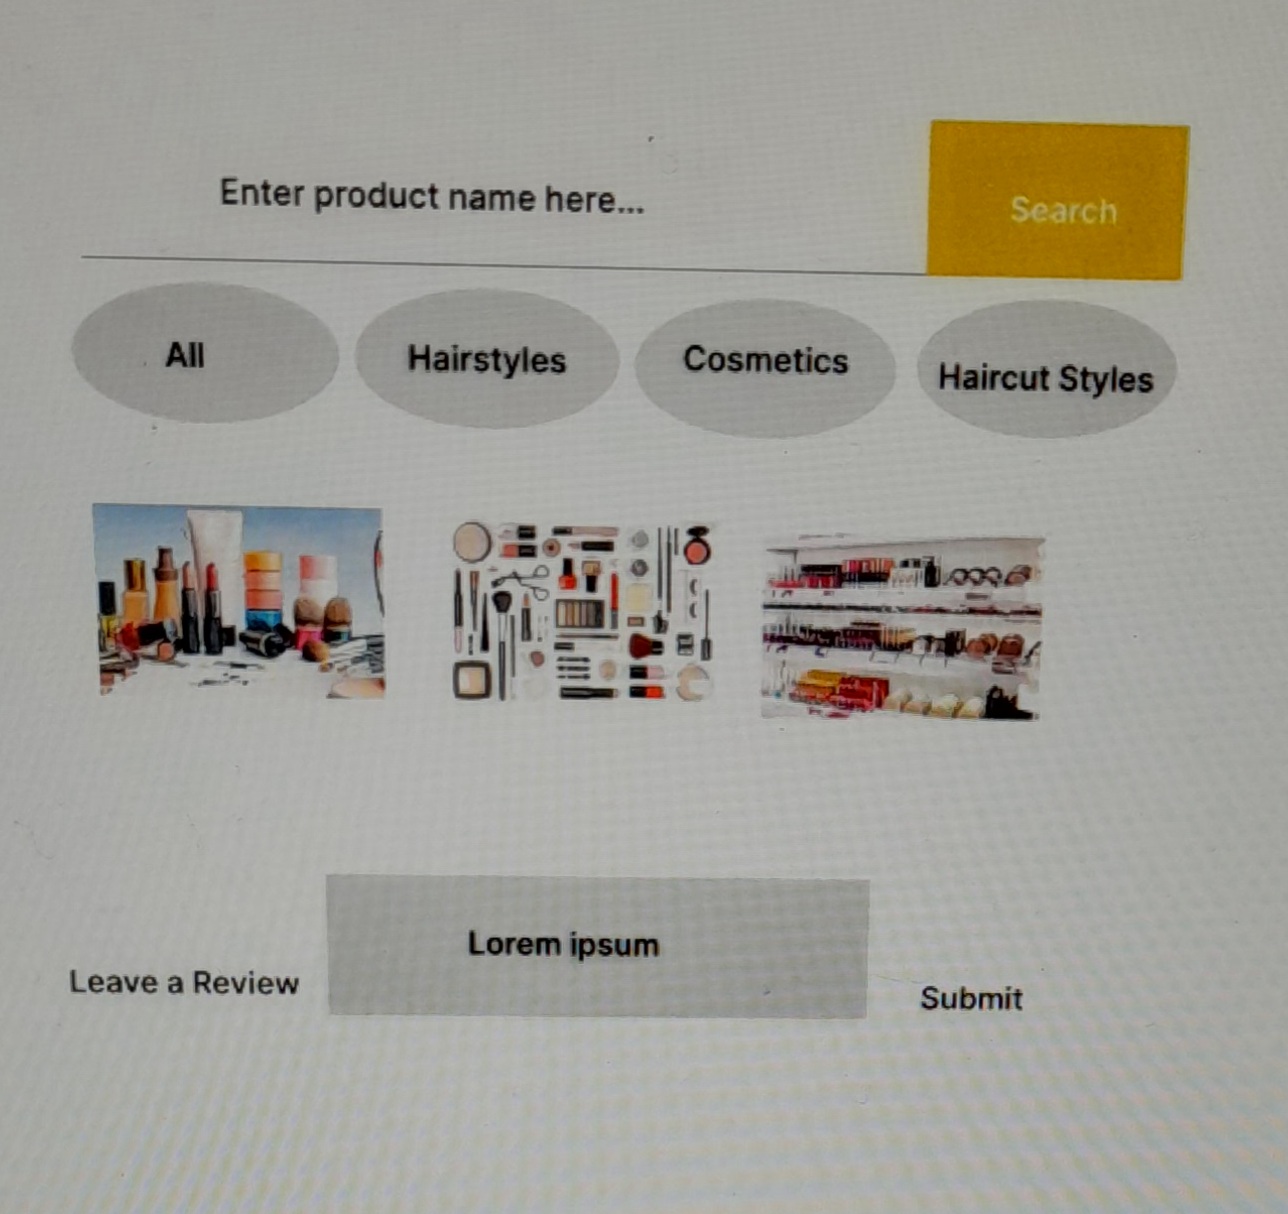 Enter product name here...
Search
All
Hairstyles
Cosmetics
Haircut Styles
Lorem ipsum
Leave a Review
Submit